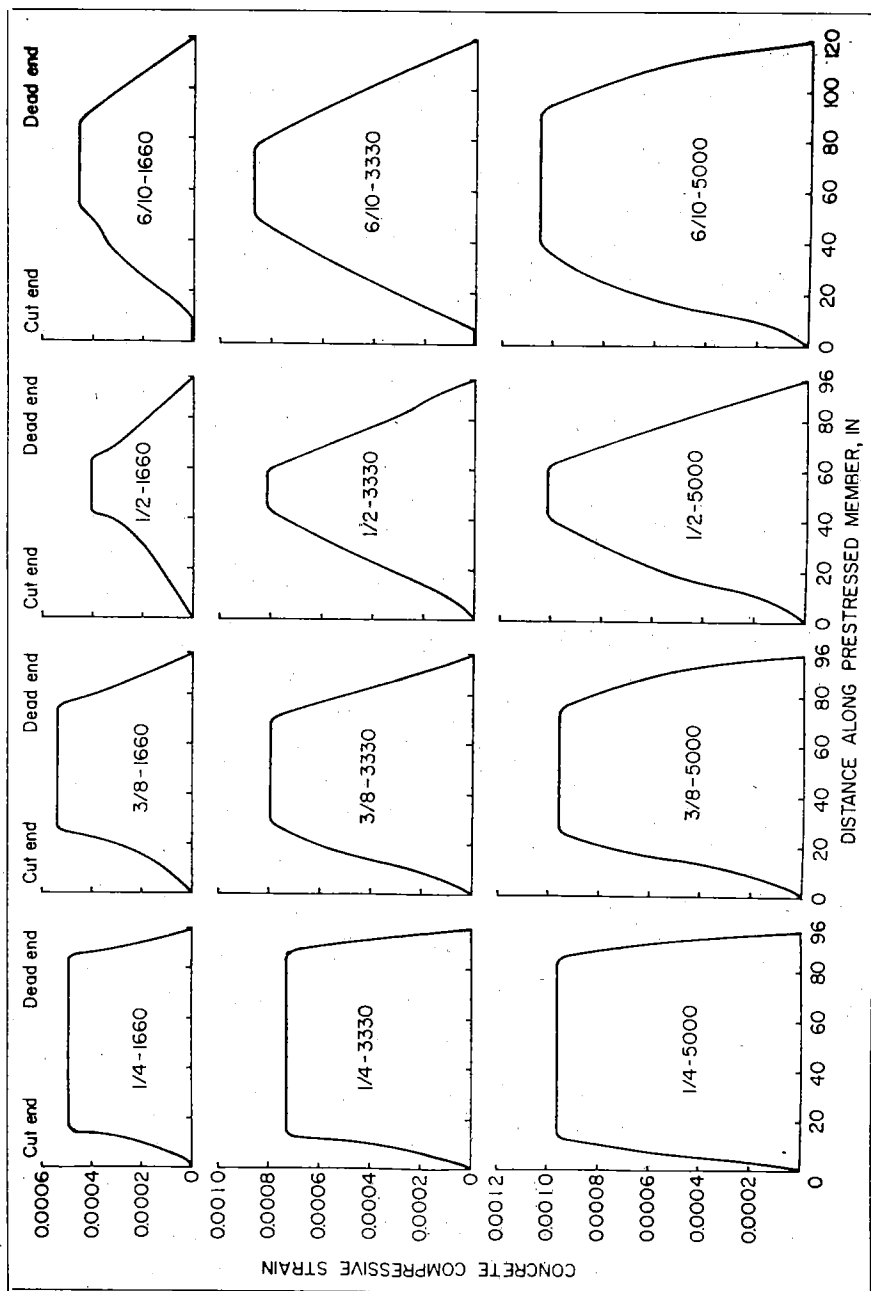 Cut end Dead end Cut end Dead end Cut end Dead end Cut end Dead end
0.0006
0.0004
0.0002
0
1/4-1660 3/8-1660 1/2-1660 6/10-1660
0.0010
0.0008
0.0006
0.0004
0.0002
0
1/4-3330 3/8-3330 1/2-3330 6/10-3330
0.0012
0.0010
0.0008
0.0006
0.0004
0.0002
0
1/4-5000 3/8-5000 1/2-5000 6/10-5000
0 20 40 60 80 96 0 20 40 60 80 96 0 20 40 60 80 96 0 20 40 60 80 100 120
CONCRETE COMPRESSIVE STRAIN
DISTANCE ALONG PRESTRESSED MEMBER, IN